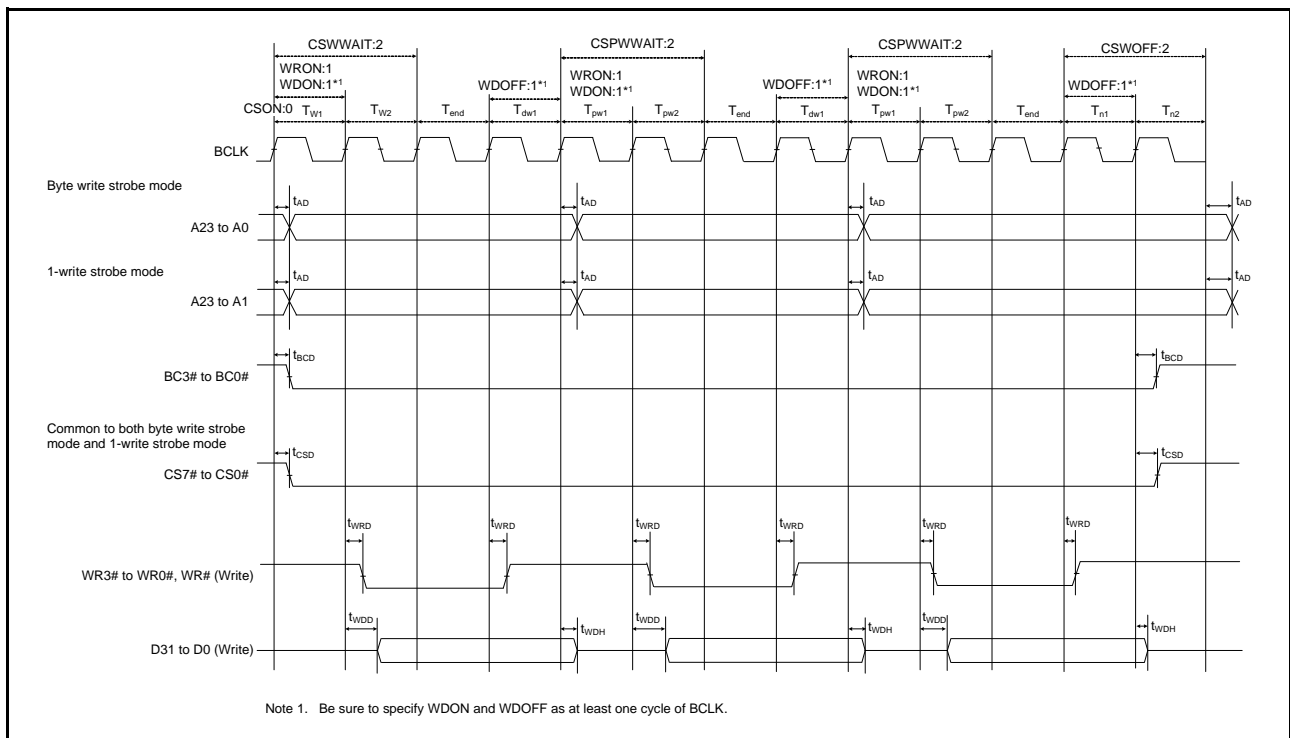 CSWWAIT:2 CSPWWAIT:2 CSPWWAIT:2 CSWOFF:2
WRON:1 WRON:1 WRON:1
WDON:1*1 WDOFF:1*1 WDON:1*1 WDOFF:1*1 WDON:1*1 WDOFF:1*1
CSON:0 TW1 TW2 Tend Tdw1 Tpw1 Tpw2 Tend Tdw1 Tpw1 Tpw2 Tend Tn1 Tn2
BCLK
Byte write strobe mode
tAD tAD tAD tAD
A23 to A0
1-write strobe mode
tAD tAD tAD tAD
A23 to A1
tBCD tBCD
BC3# to BC0#
Common to both byte write strobe
mode and 1-write strobe mode
tCSD tCSD
CS7# to CS0#
tWRD tWRD tWRD tWRD tWRD tWRD
WR3# to WR0#, WR# (Write)
tWDD tWDH tWDD tWDH tWDD tWDH
D31 to D0 (Write)
Note 1. Be sure to specify WDON and WDOFF as at least one cycle of BCLK.